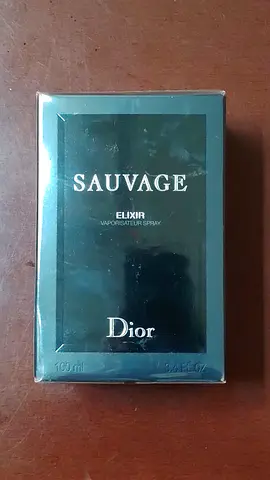 SAUVAGE
ELIXIR
VAPORISATEUR SPRAY
Dior
100 ml